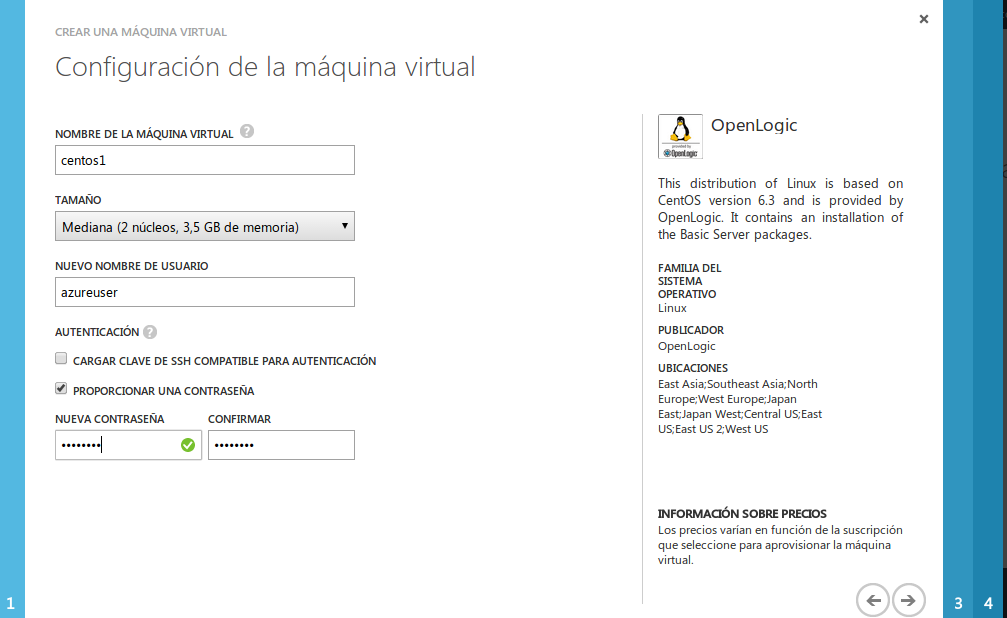 CREAR UNA MÁQUINA VIRTUAL
Configuración de la máquina virtual
NOMBRE DE LA MÁQUINA VIRTUAL ?
centos1
TAMAÑO
Mediana (2 núcleos, 3,5 GB de memoria)
NUEVO NOMBRE DE USUARIO
azureuser
AUTENTICACIÓN ?
CARGAR CLAVE DE SSH COMPATIBLE PARA AUTENTICACIÓN
PROPORCIONAR UNA CONTRASEÑA
NUEVA CONTRASEÑA CONFIRMAR
•••••••• ••••••••
provided by
OpenLogic
OpenLogic
This distribution of Linux is based on
CentOS version 6.3 and is provided by
OpenLogic. It contains an installation of
the Basic Server packages.
FAMILIA DEL
SISTEMA
OPERATIVO
Linux
PUBLICADOR
OpenLogic
UBICACIONES
East Asia;Southeast Asia;North
Europe;West Europe;Japan
East;Japan West;Central US;East
US;East US 2;West US
INFORMACIÓN SOBRE PRECIOS
Los precios varían en función de la suscripción
que seleccione para aprovisionar la máquina
virtual.
1
3 4